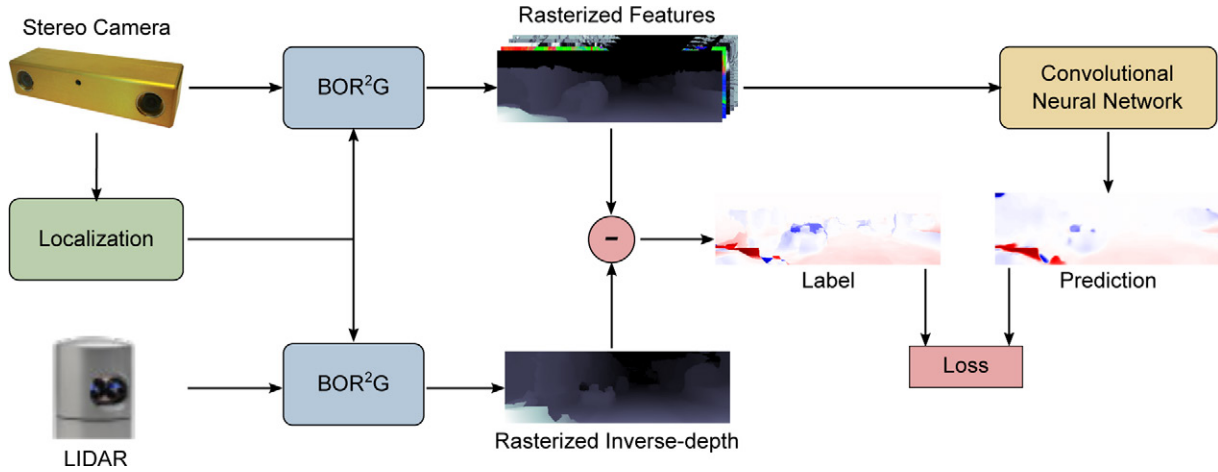 Stereo Camera
BOR²G
Rasterized Features
Convolutional
Neural Network
Localization
-
Label
Prediction
Loss
LIDAR
BOR²G
Rasterized Inverse-depth